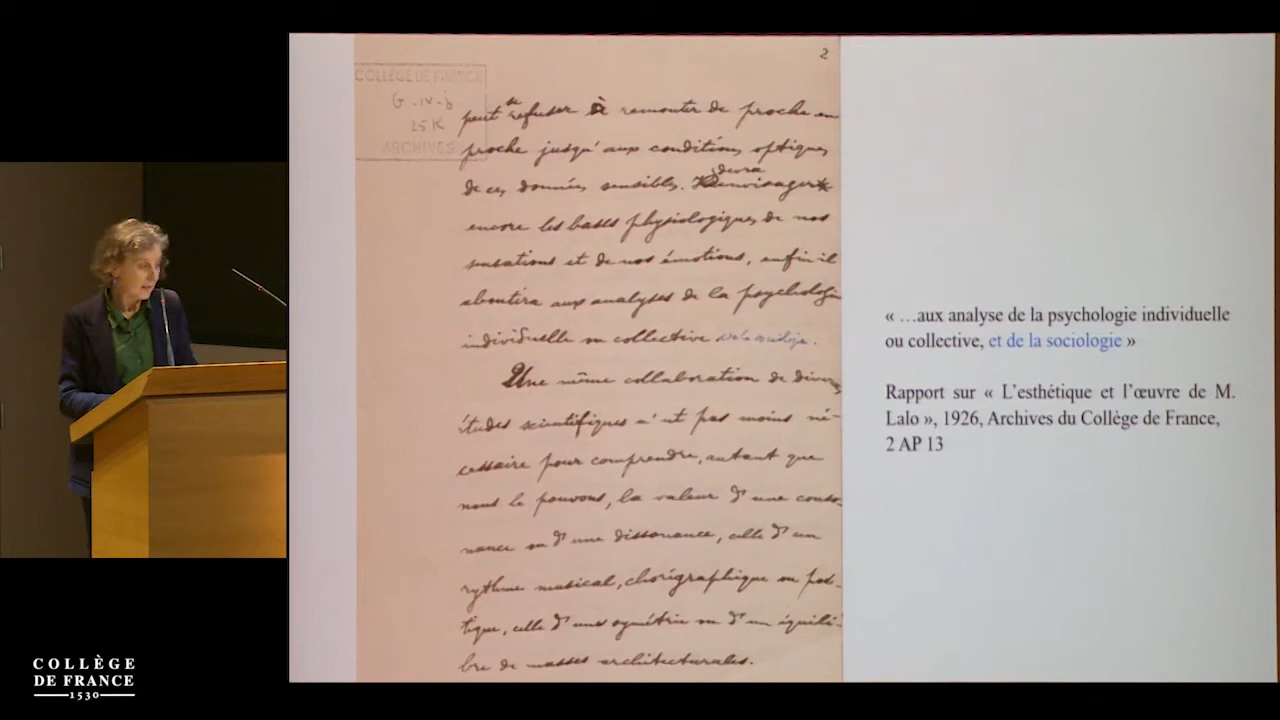 2
COLLÈGE DE FRANCE
G-IV-j
25 K
ARCHIVES
peut se refuser à remonter de proche en
proche jusqu'aux conditions optiques
de ces données sensibles. devra envisager
encore les bases physiologiques de nos
sensations et de nos émotions, enfin il
aboutira aux analyses de la psychologie
individuelle ou collective et de la sociologie.
Une même collaboration de diverses
études scientifiques n'est pas moins né-
cessaire pour comprendre, autant que
nous le pouvons, la valeur d'une conso-
nance ou d'une dissonance, celle d'un
rythme musical, chorégraphique ou poé-
tique, celle d'une symétrie ou d'un équili-
bre de masses architecturales.
« …aux analyse de la psychologie individuelle
ou collective, et de la sociologie »
Rapport sur « L'esthétique et l'œuvre de M.
Lalo », 1926, Archives du Collège de France,
2 AP 13
COLLÈGE
DE FRANCE
1530